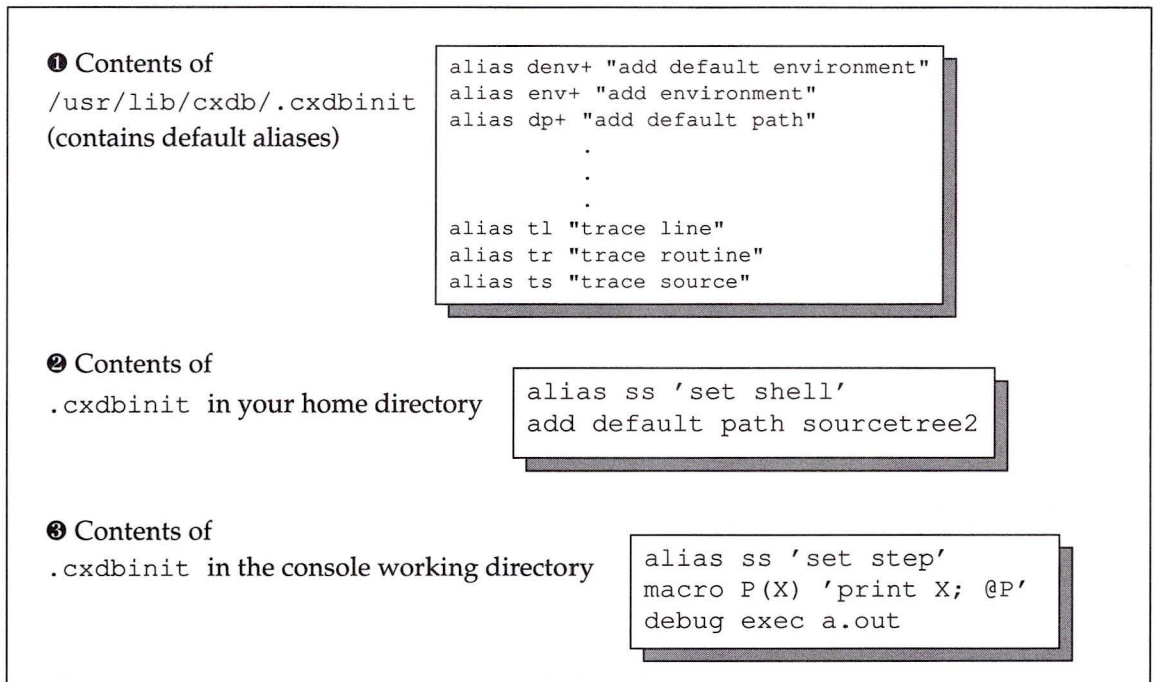 ❶ Contents of
/usr/lib/cxdb/.cxdbinit
(contains default aliases)
alias denv+ "add default environment"
alias env+ "add environment"
alias dp+ "add default path"
.
.
.
alias tl "trace line"
alias tr "trace routine"
alias ts "trace source"
❷ Contents of
.cxdbinit in your home directory
alias ss 'set shell'
add default path sourcetree2
❸ Contents of
.cxdbinit in the console working directory
alias ss 'set step'
macro P(X) 'print X; @P'
debug exec a.out